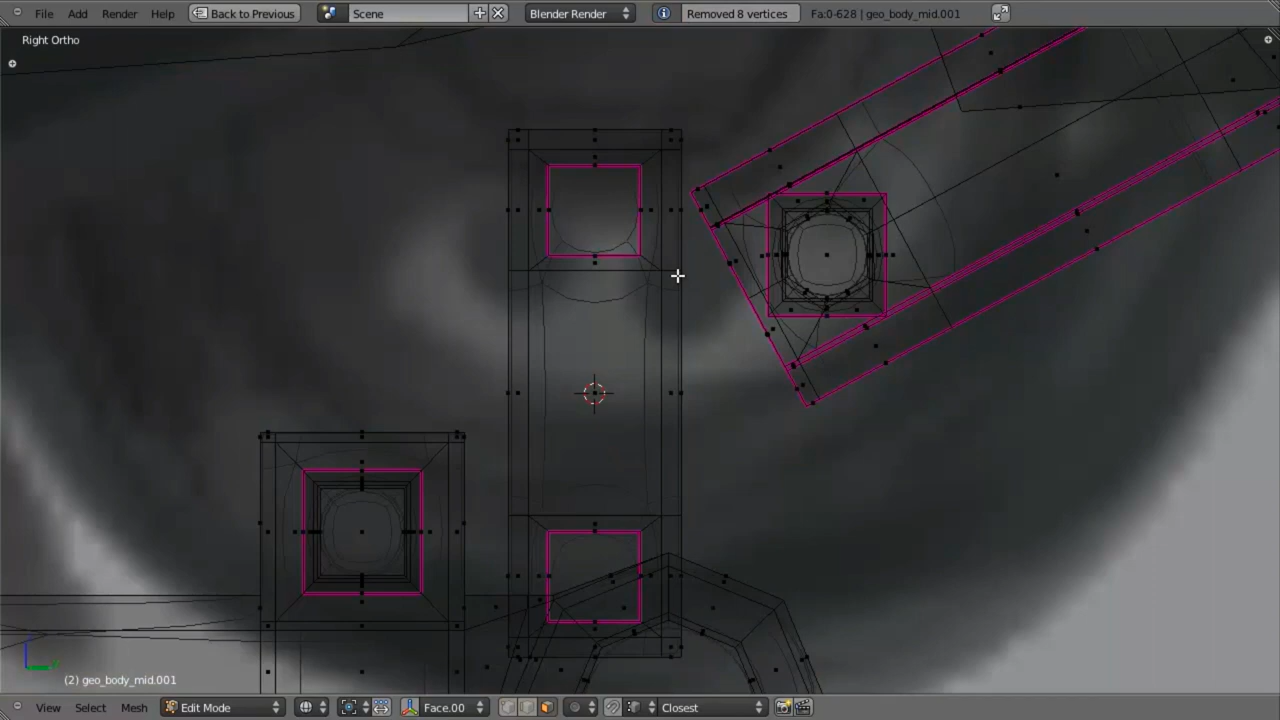 File Add Render Help Back to Previous Scene Blender Render Removed 8 vertices Fa:0-628 | geo_body_mid.001
Right Ortho
(2) geo_body_mid.001
View Select Mesh Edit Mode Face.00 Closest